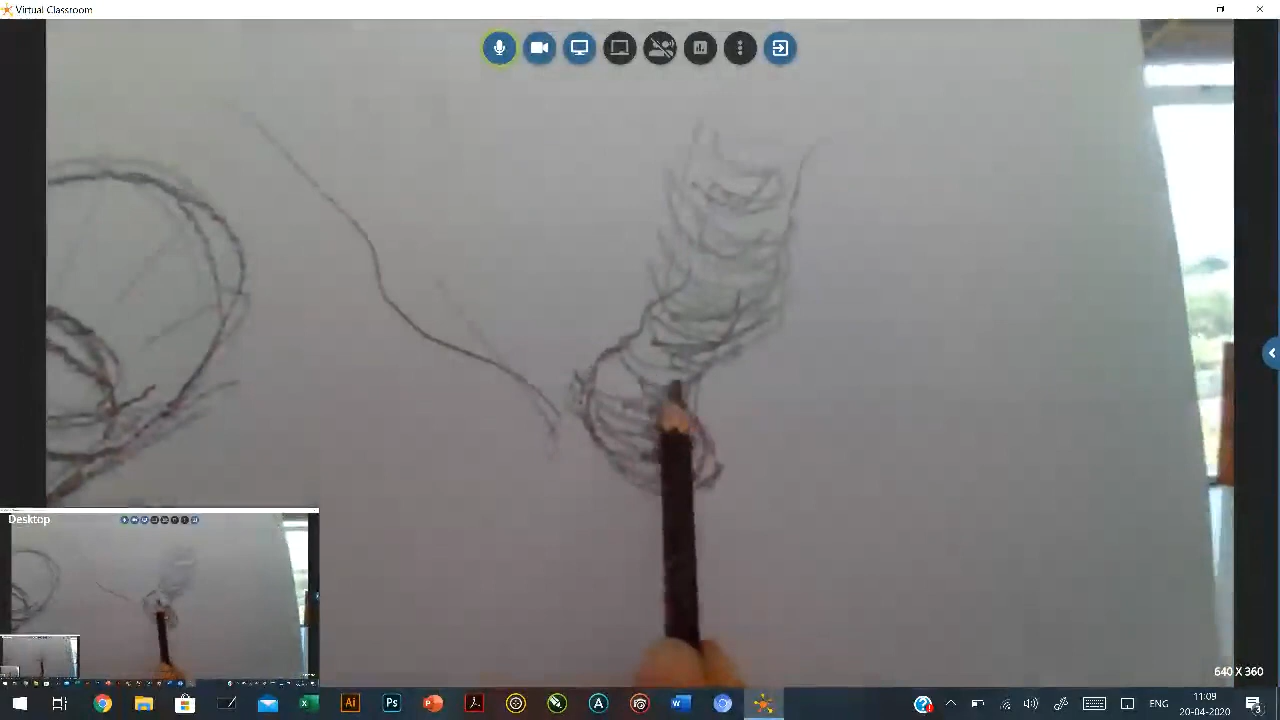 Virtual Classroom
Desktop
640 X 360
ENG
11:09
20-04-2020